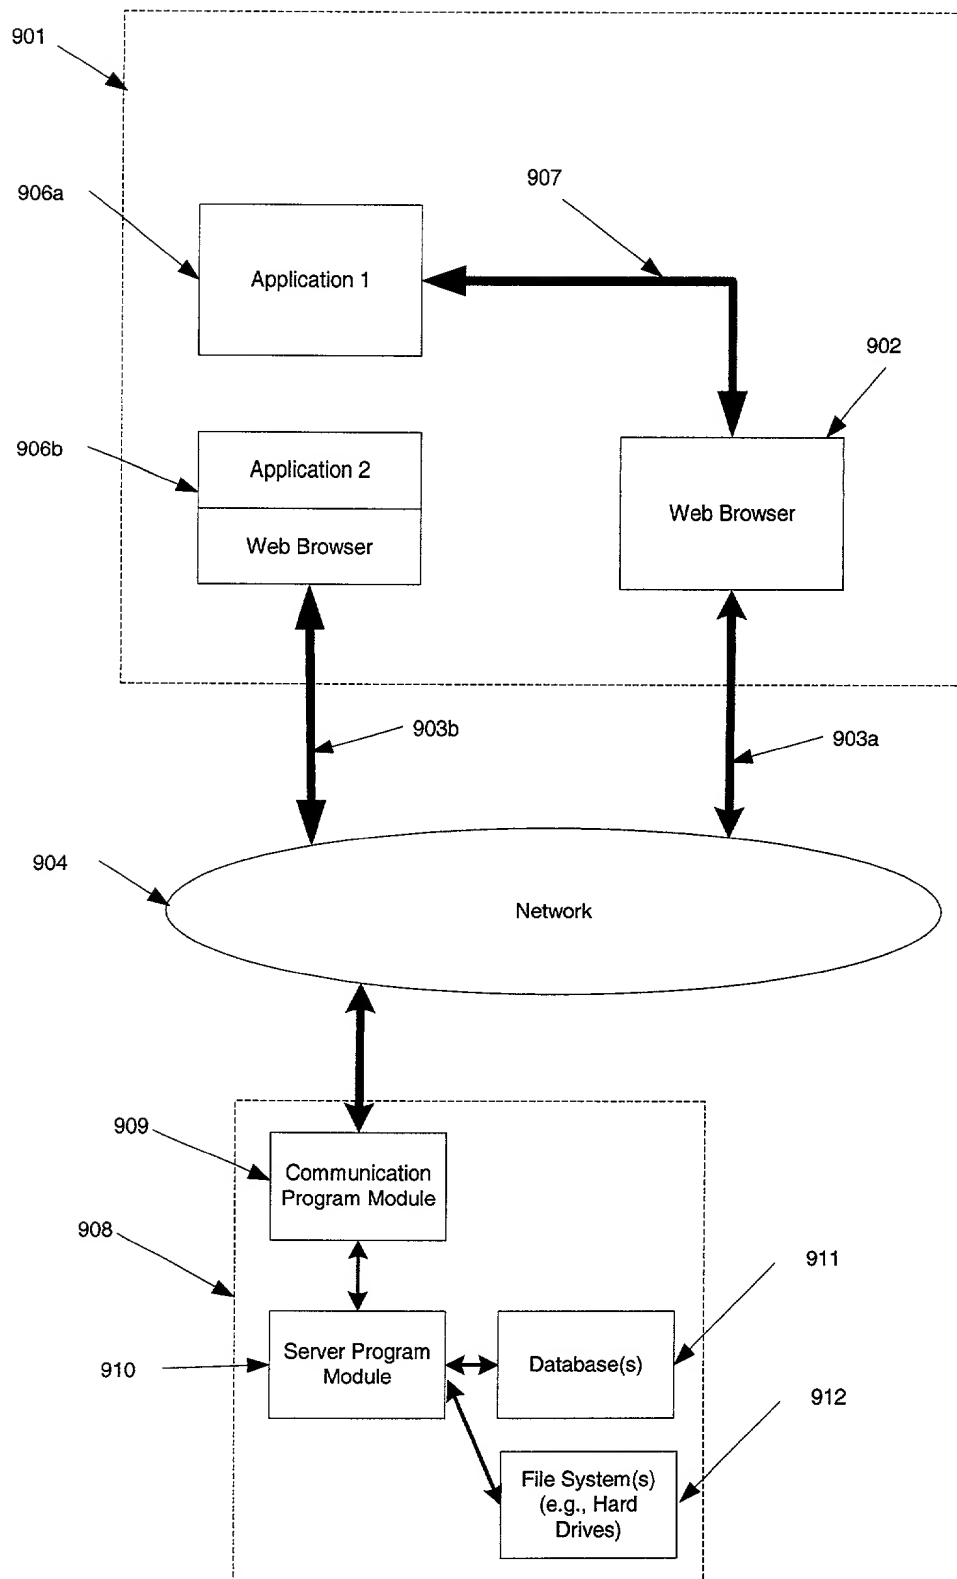 901
906a
907
Application 1
902
906b
Application 2
Web Browser
Web Browser
903b
903a
904
Network
909
Communication
Program Module
908
911
910
Server Program
Module
Database(s)
912
File System(s)
(e.g., Hard
Drives)